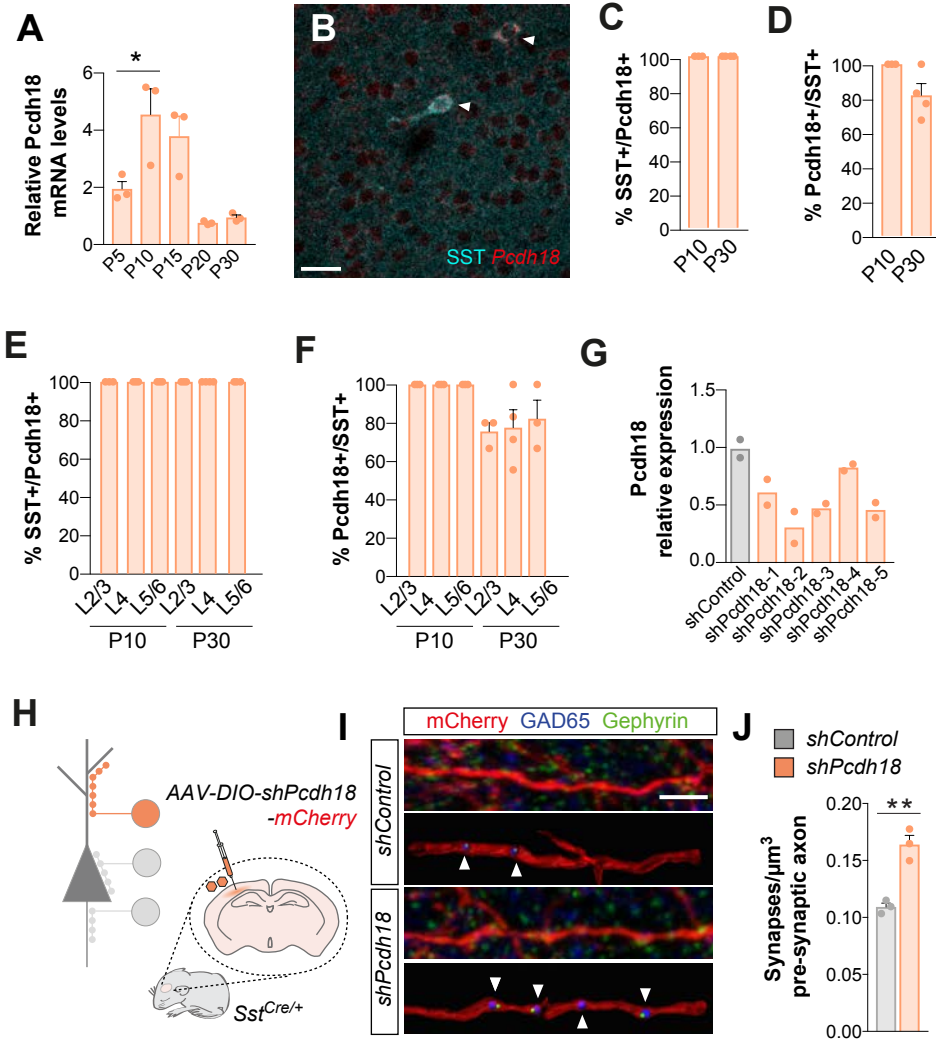 A
Relative Pcdh18
mRNA levels
6
4
2
0
*
P5
P10
P15
P20
P30
B
SST Pcdh18
C
% SST+/Pcdh18+
100
80
60
40
20
0
P10
P30
D
% Pcdh18+/SST+
100
80
60
40
20
0
P10
P30
E
% SST+/Pcdh18+
100
80
60
40
20
0
L2/3
L4
L5/6
L2/3
L4
L5/6
P10
P30
F
% Pcdh18+/SST+
100
80
60
40
20
0
L2/3
L4
L5/6
L2/3
L4
L5/6
P10
P30
G
Pcdh18
relative expression
1.5
1.0
0.5
0.0
shControl
shPcdh18-1
shPcdh18-2
shPcdh18-3
shPcdh18-4
shPcdh18-5
H
AAV-DIO-shPcdh18
-mCherry
SstCre/+
I
mCherry GAD65 Gephyrin
shControl
shPcdh18
J
shControl
shPcdh18
Synapses/µm³
pre-synaptic axon
0.20
0.15
0.10
0.05
0.00
**